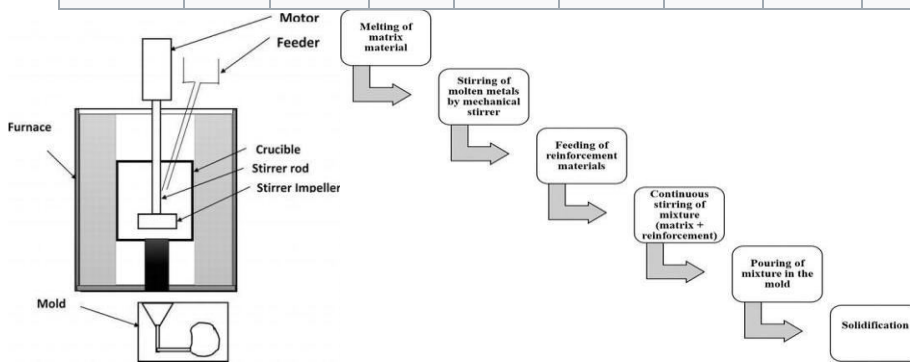 Motor
Feeder
Furnace
Crucible
Stirrer rod
Stirrer Impeller
Mold
Melting of
matrix
material
Stirring of
molten metals
by mechanical
stirrer
Feeding of
reinforcement
materials
Continuous
stirring of
mixture
(matrix +
reinforcement)
Pouring of
mixture in the
mold
Solidification